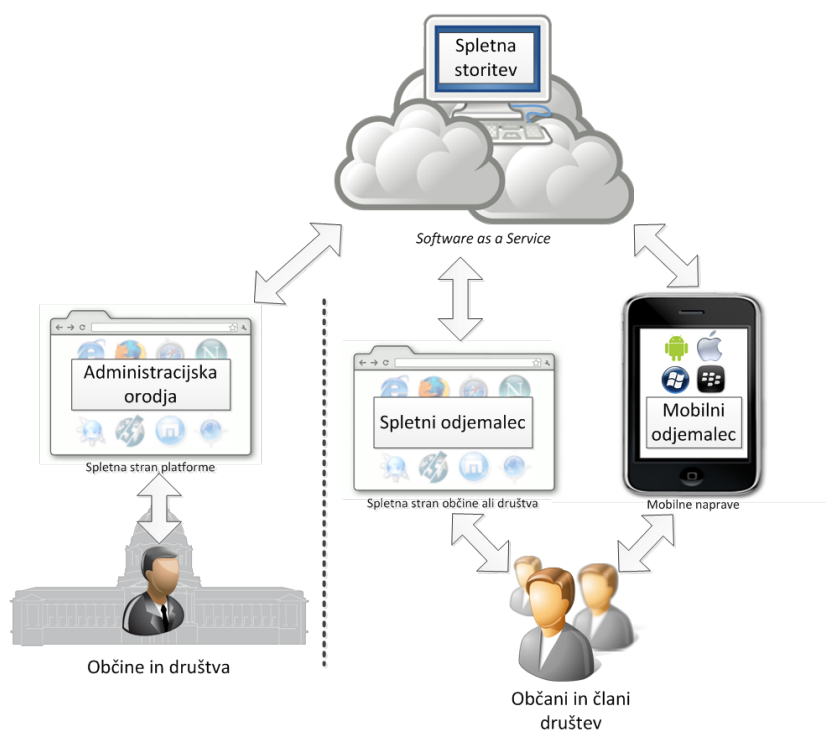 Spletna
storitev
Software as a Service
Administracijska
orodja
Spletna stran platforme
Spletni odjemalec
Spletna stran občine ali društva
Mobilni
odjemalec
Mobilne naprave
Občine in društva
Občani in člani
društev